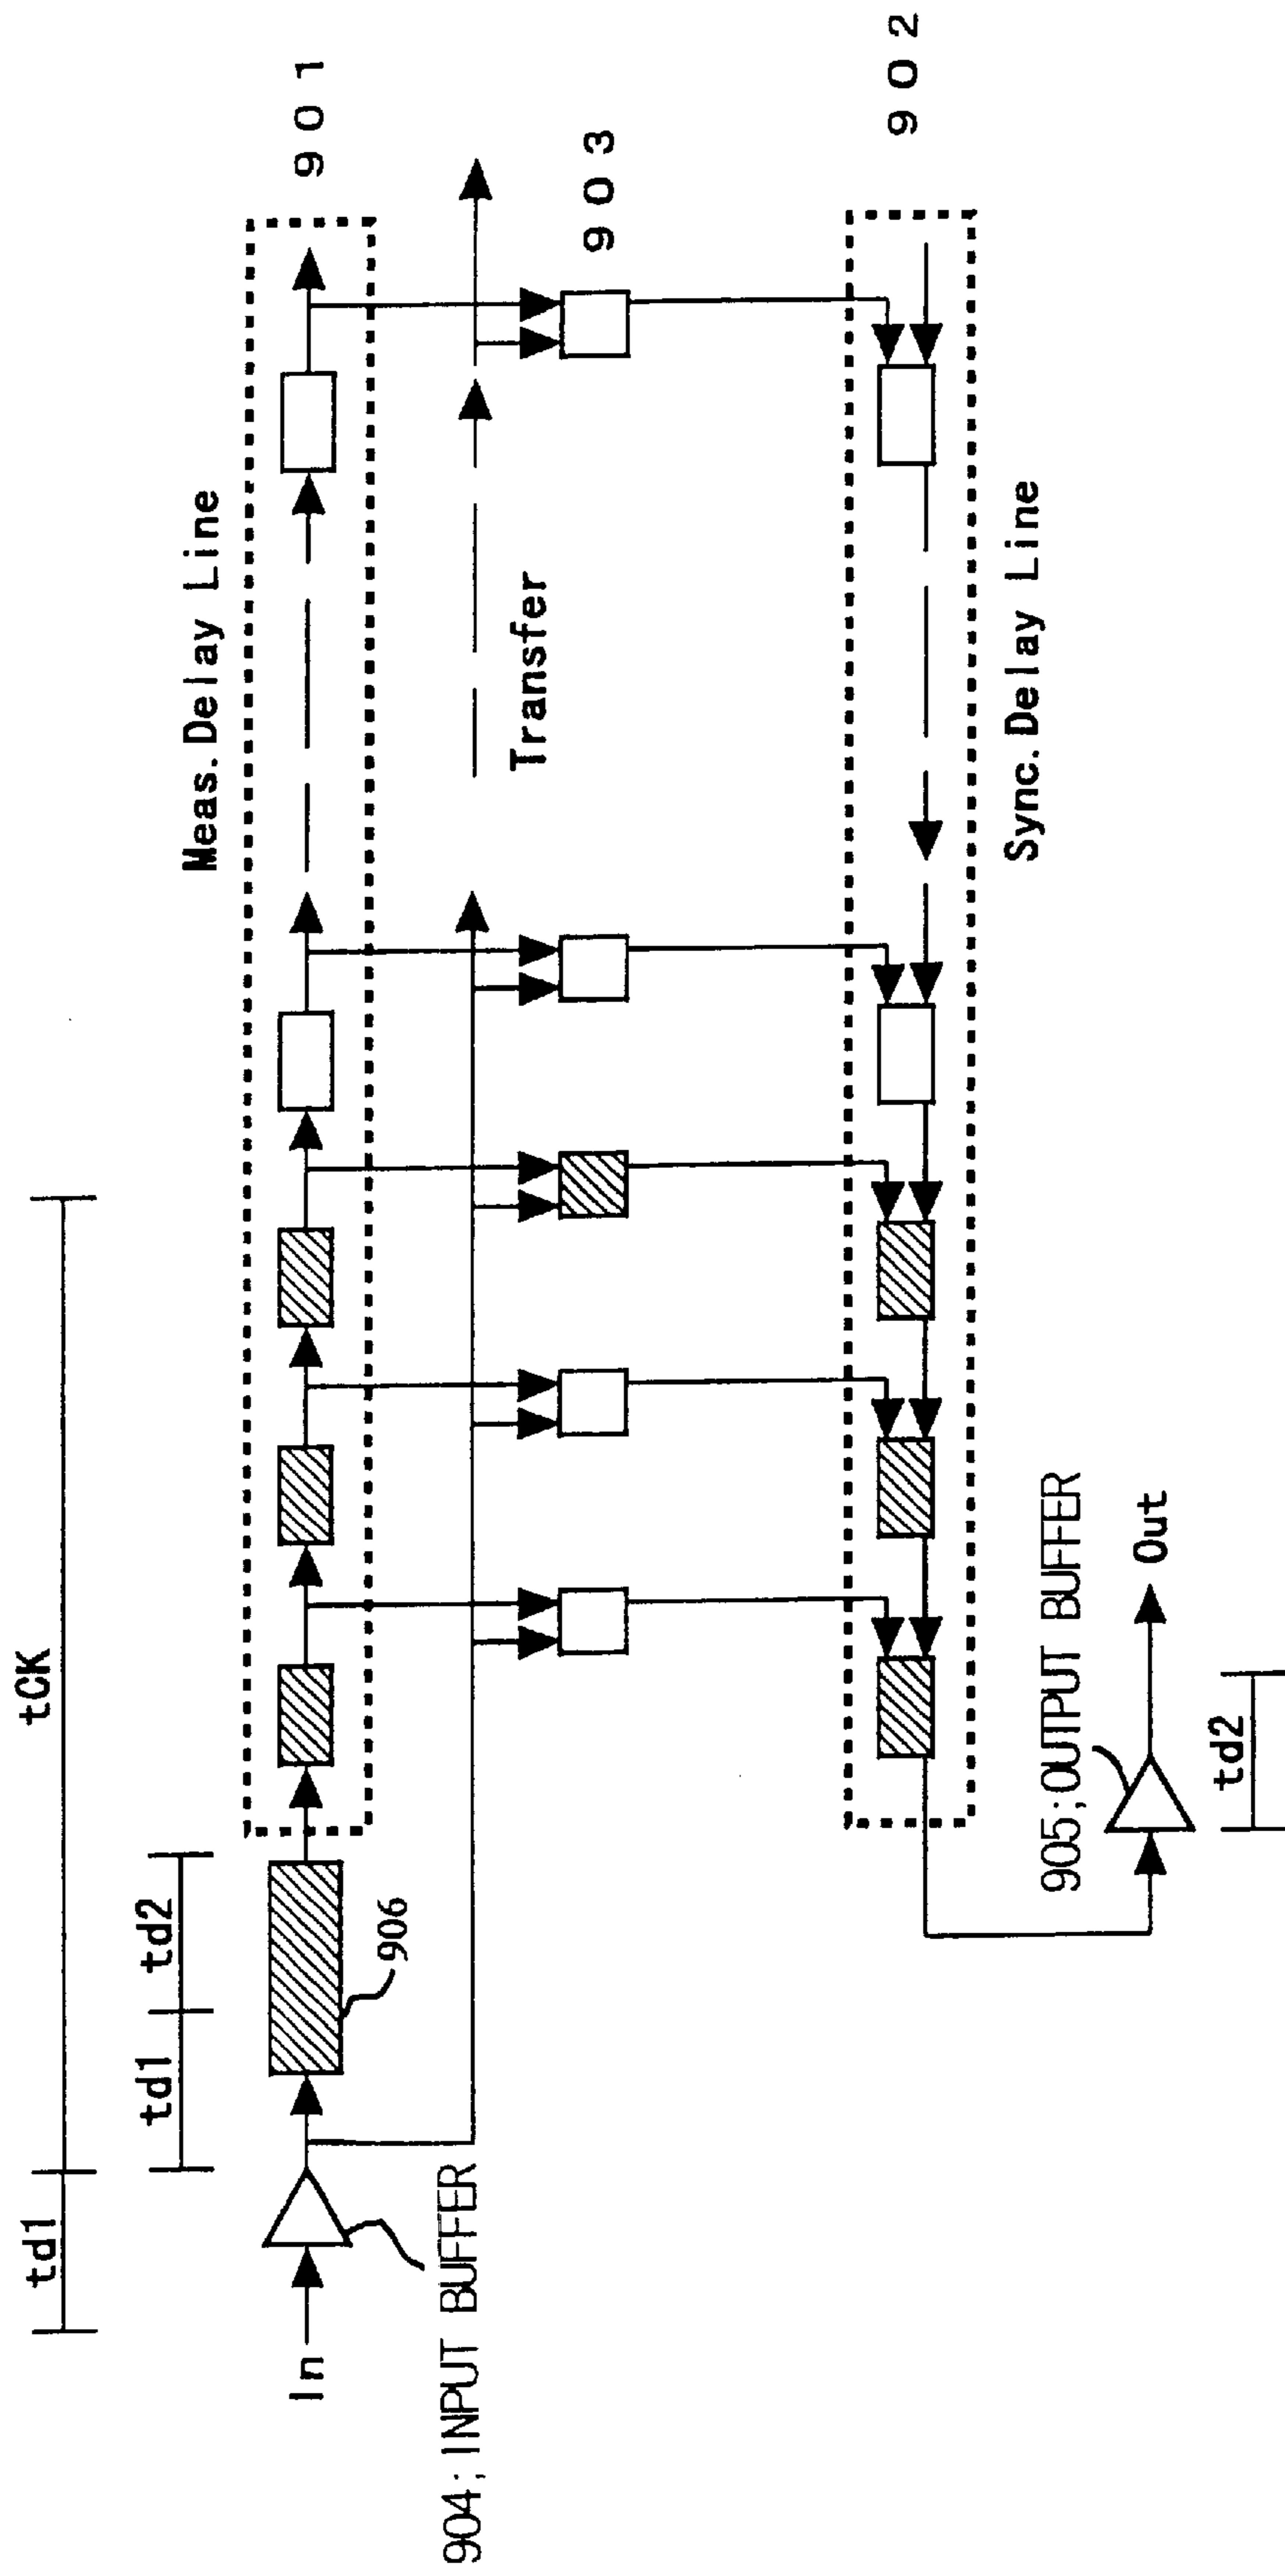 td1
tCK
td1
td2
906
In
904;INPUT BUFFER
Meas.Delay Line
901
Transfer
903
902
Sync.Delay Line
905;OUTPUT BUFFER
Out
td2